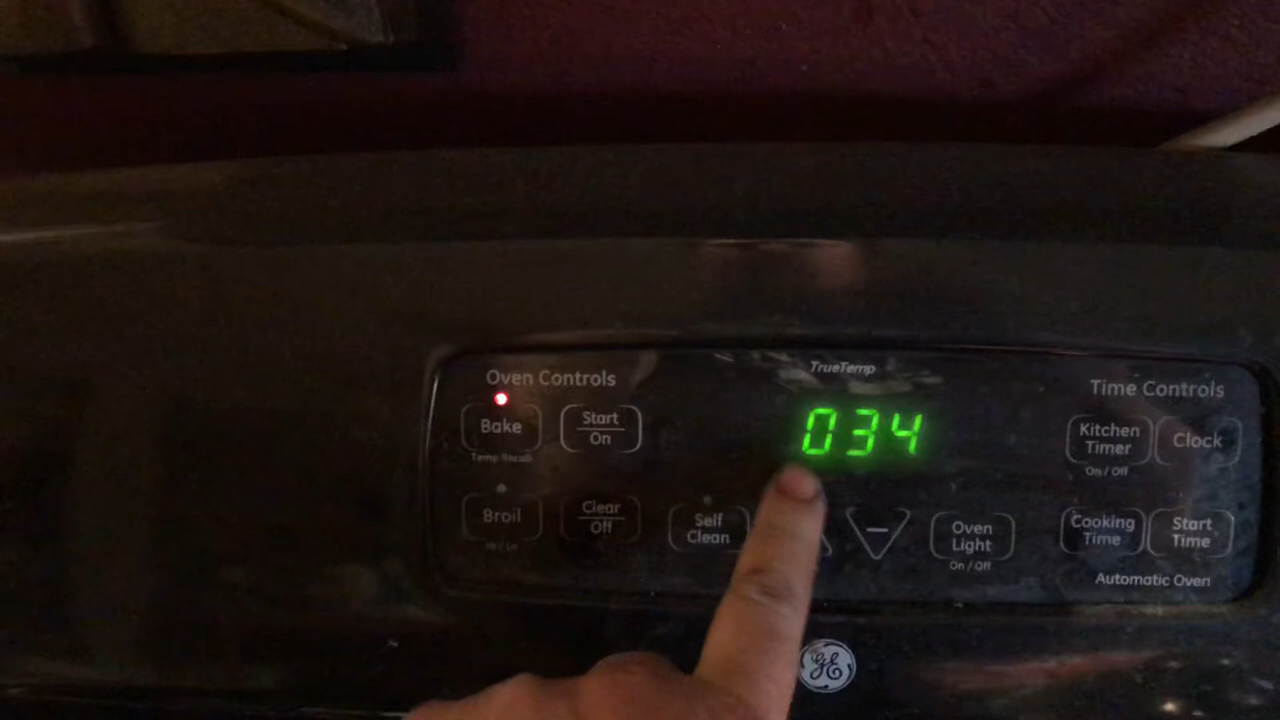 TrueTemp
Oven Controls
Time Controls
Bake
Start
On
034
Kitchen
Timer
On / Off
Clock
Temp Recall
Broil
Clear
Off
Self
Clean
−
Oven
Light
On / Off
Cooking
Time
Start
Time
Hi / Lo
Automatic Oven
GE